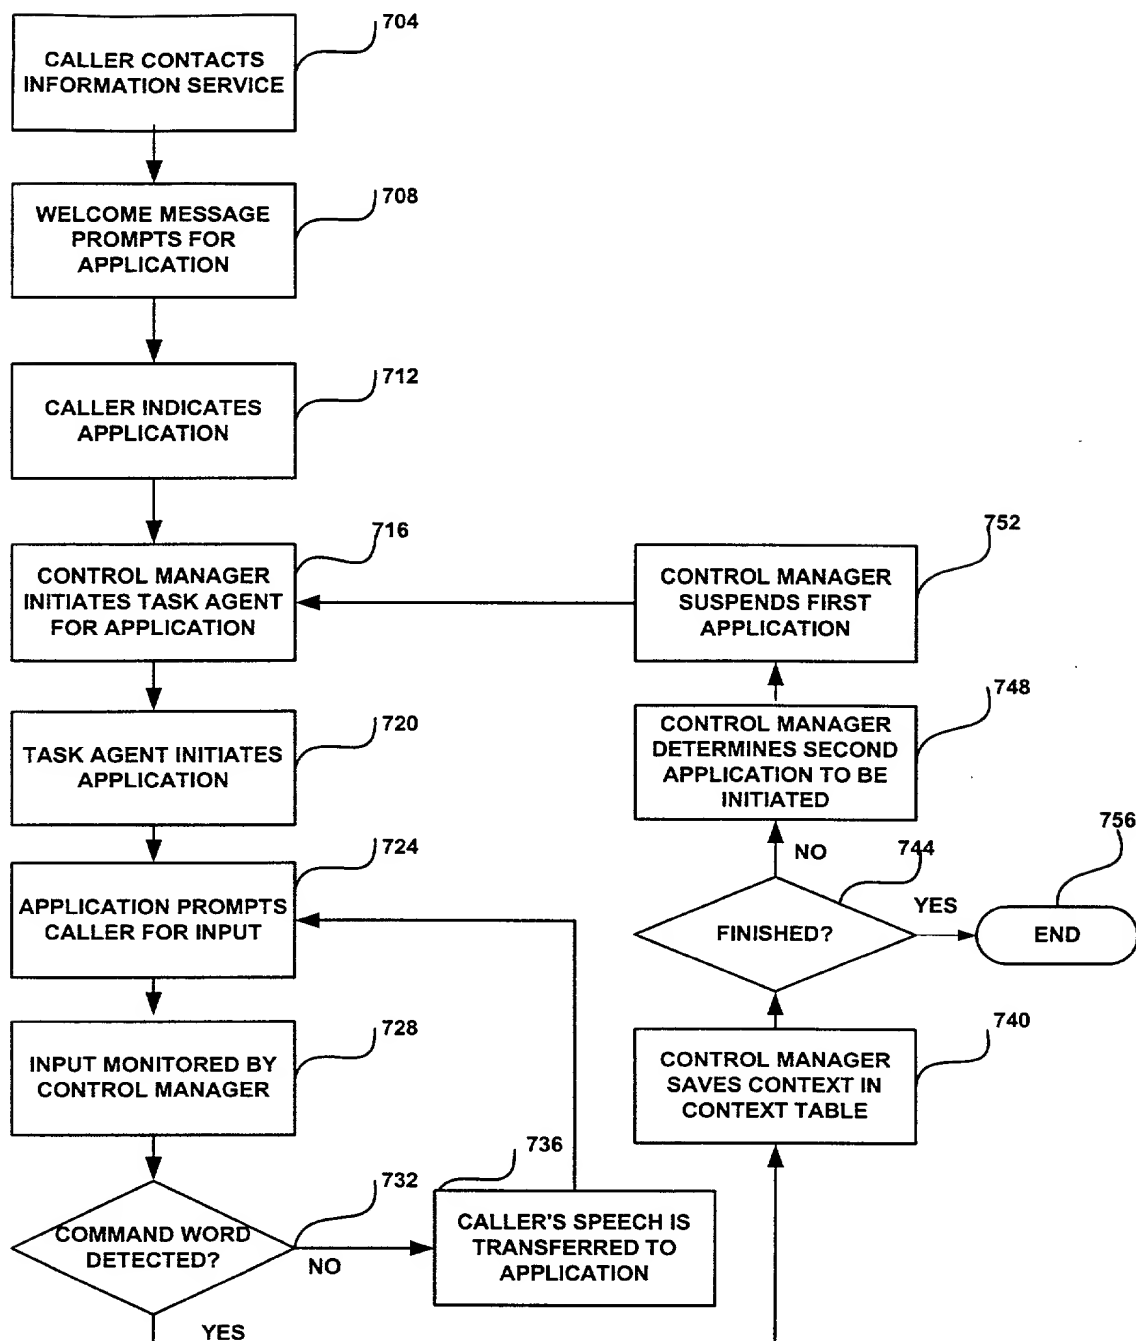 704
CALLER CONTACTS
INFORMATION SERVICE
708
WELCOME MESSAGE
PROMPTS FOR
APPLICATION
712
CALLER INDICATES
APPLICATION
716
CONTROL MANAGER
INITIATES TASK AGENT
FOR APPLICATION
720
TASK AGENT INITIATES
APPLICATION
724
APPLICATION PROMPTS
CALLER FOR INPUT
728
INPUT MONITORED BY
CONTROL MANAGER
732
COMMAND WORD
DETECTED?
NO
YES
736
CALLER'S SPEECH IS
TRANSFERRED TO
APPLICATION
740
CONTROL MANAGER
SAVES CONTEXT IN
CONTEXT TABLE
744
FINISHED?
YES
NO
756
END
748
CONTROL MANAGER
DETERMINES SECOND
APPLICATION TO BE
INITIATED
752
CONTROL MANAGER
SUSPENDS FIRST
APPLICATION